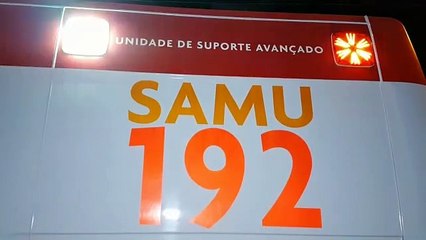 UNIDADE DE SUPORTE AVANÇADO
SAMU
192